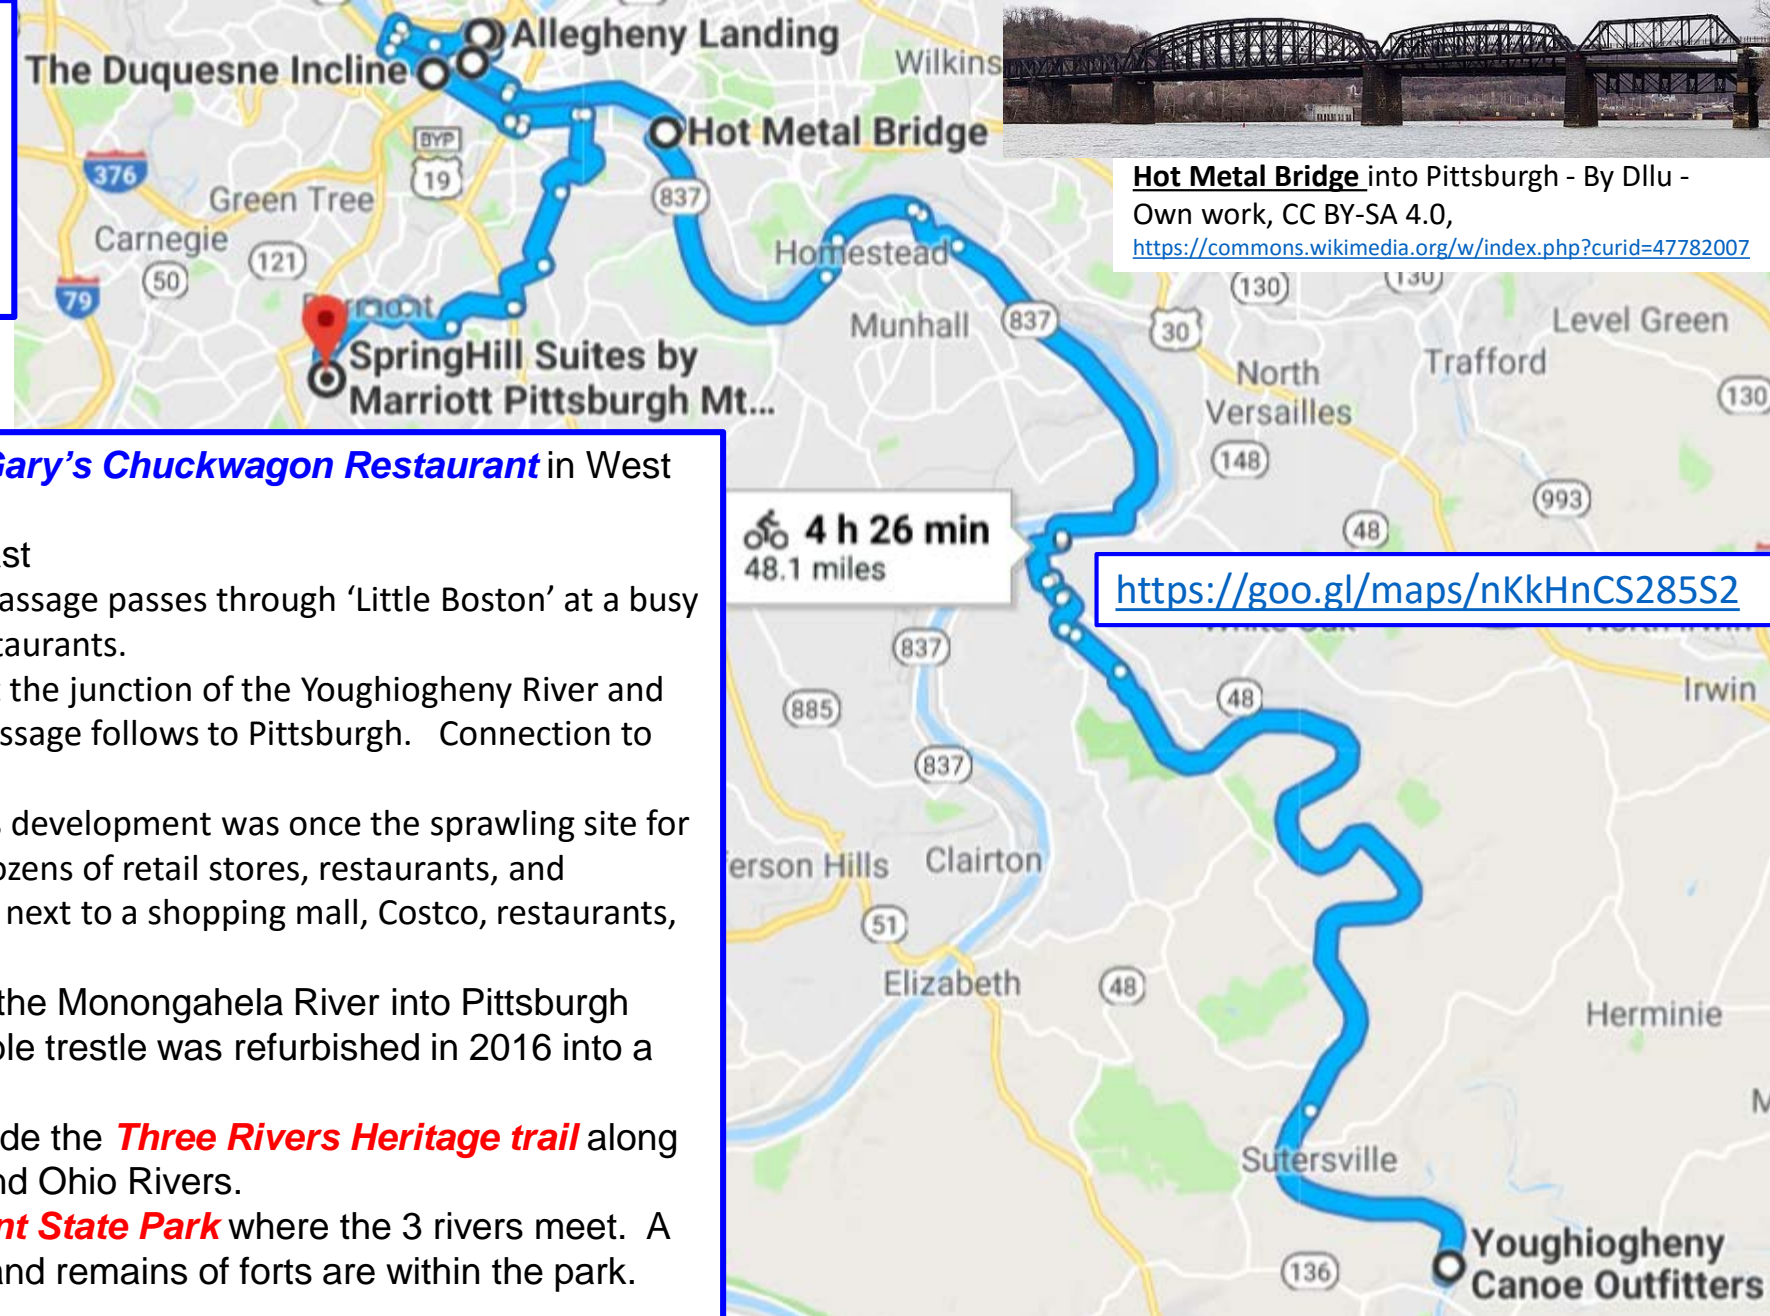 Allegheny Landing
The Duquesne Incline
Wilkins
Hot Metal Bridge
BYP
19
376
Green Tree
837
Carnegie
121
50
79
Homestead
SpringHill Suites by
Marriott Pittsburgh Mt...
Munhall
837
30
130
Level Green
Trafford
North
Versailles
130
148
Hot Metal Bridge into Pittsburgh - By Dllu -
Own work, CC BY-SA 4.0,
https://commons.wikimedia.org/w/index.php?curid=47782007
Gary's Chuckwagon Restaurant in West
st
assage passes through 'Little Boston' at a busy
taurants.
t the junction of the Youghiogheny River and
ssage follows to Pittsburgh. Connection to
s development was once the sprawling site for
ozens of retail stores, restaurants, and
next to a shopping mall, Costco, restaurants,
the Monongahela River into Pittsburgh
ole trestle was refurbished in 2016 into a
de the Three Rivers Heritage trail along
nd Ohio Rivers.
nt State Park where the 3 rivers meet. A
and remains of forts are within the park.
4 h 26 min
48.1 miles
993
48
https://goo.gl/maps/nKkHnCS285S2
837
885
48
Irwin
837
erson Hills
Clairton
51
Elizabeth
48
Herminie
M
Sutersville
136
Youghiogheny
Canoe Outfitters